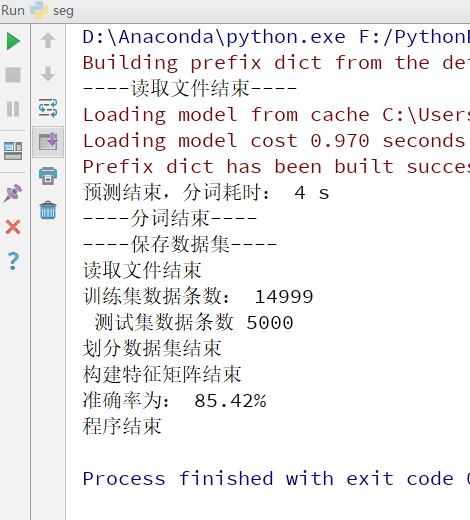 Run seg
D:\Anaconda\python.exe F:/Python
Building prefix dict from the de
----读取文件结束----
Loading model from cache C:\Users
Loading model cost 0.970 seconds
Prefix dict has been built succes
预测结束，分词耗时： 4 s
----分词结束----
----保存数据集----
读取文件结束
训练集数据条数： 14999
测试集数据条数 5000
划分数据集结束
构建特征矩阵结束
准确率为： 85.42%
程序结束
Process finished with exit code